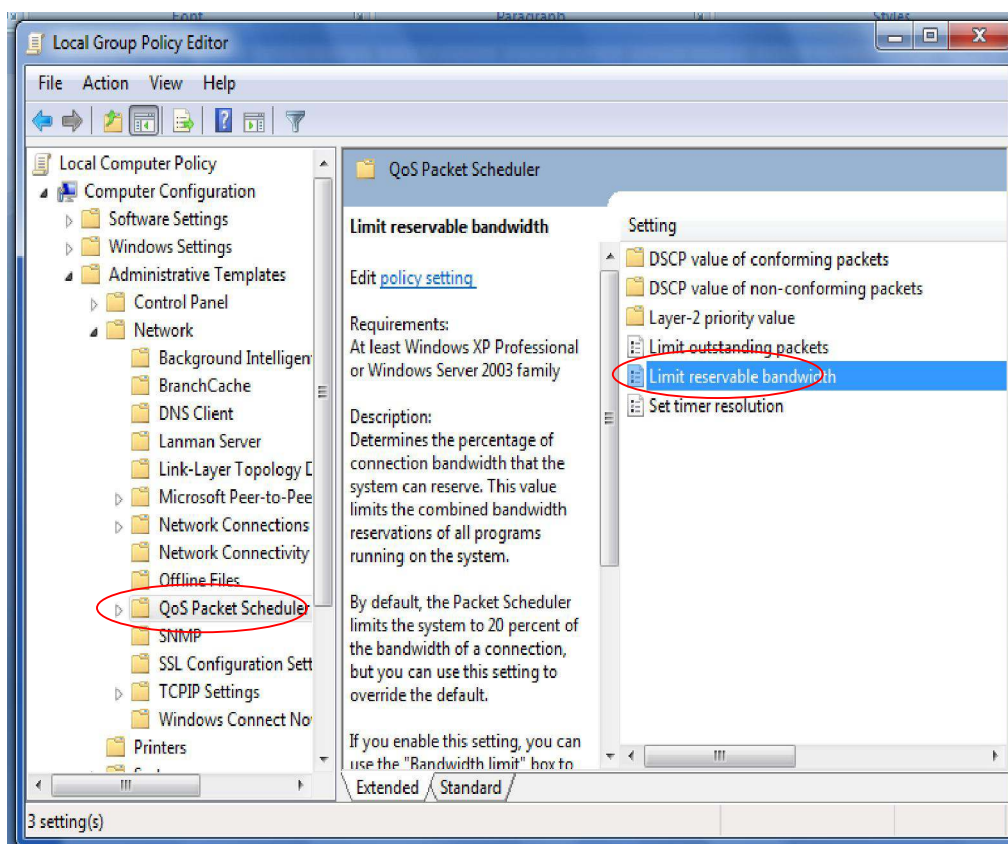 Font
Paragraph
Styles
Local Group Policy Editor
File Action View Help
Local Computer Policy
Computer Configuration
Software Settings
Windows Settings
Administrative Templates
Control Panel
Network
Background Intelligen
BranchCache
DNS Client
Lanman Server
Link-Layer Topology D
Microsoft Peer-to-Pee
Network Connections
Network Connectivity
Offline Files
QoS Packet Scheduler
SNMP
SSL Configuration Sett
TCPIP Settings
Windows Connect No
Printers
QoS Packet Scheduler
Limit reservable bandwidth
Edit policy setting
Requirements:
At least Windows XP Professional
or Windows Server 2003 family
Description:
Determines the percentage of
connection bandwidth that the
system can reserve. This value
limits the combined bandwidth
reservations of all programs
running on the system.
By default, the Packet Scheduler
limits the system to 20 percent of
the bandwidth of a connection,
but you can use this setting to
override the default.
If you enable this setting, you can
use the "Bandwidth limit" box to
Setting
DSCP value of conforming packets
DSCP value of non-conforming packets
Layer-2 priority value
Limit outstanding packets
Limit reservable bandwidth
Set timer resolution
Extended Standard
3 setting(s)